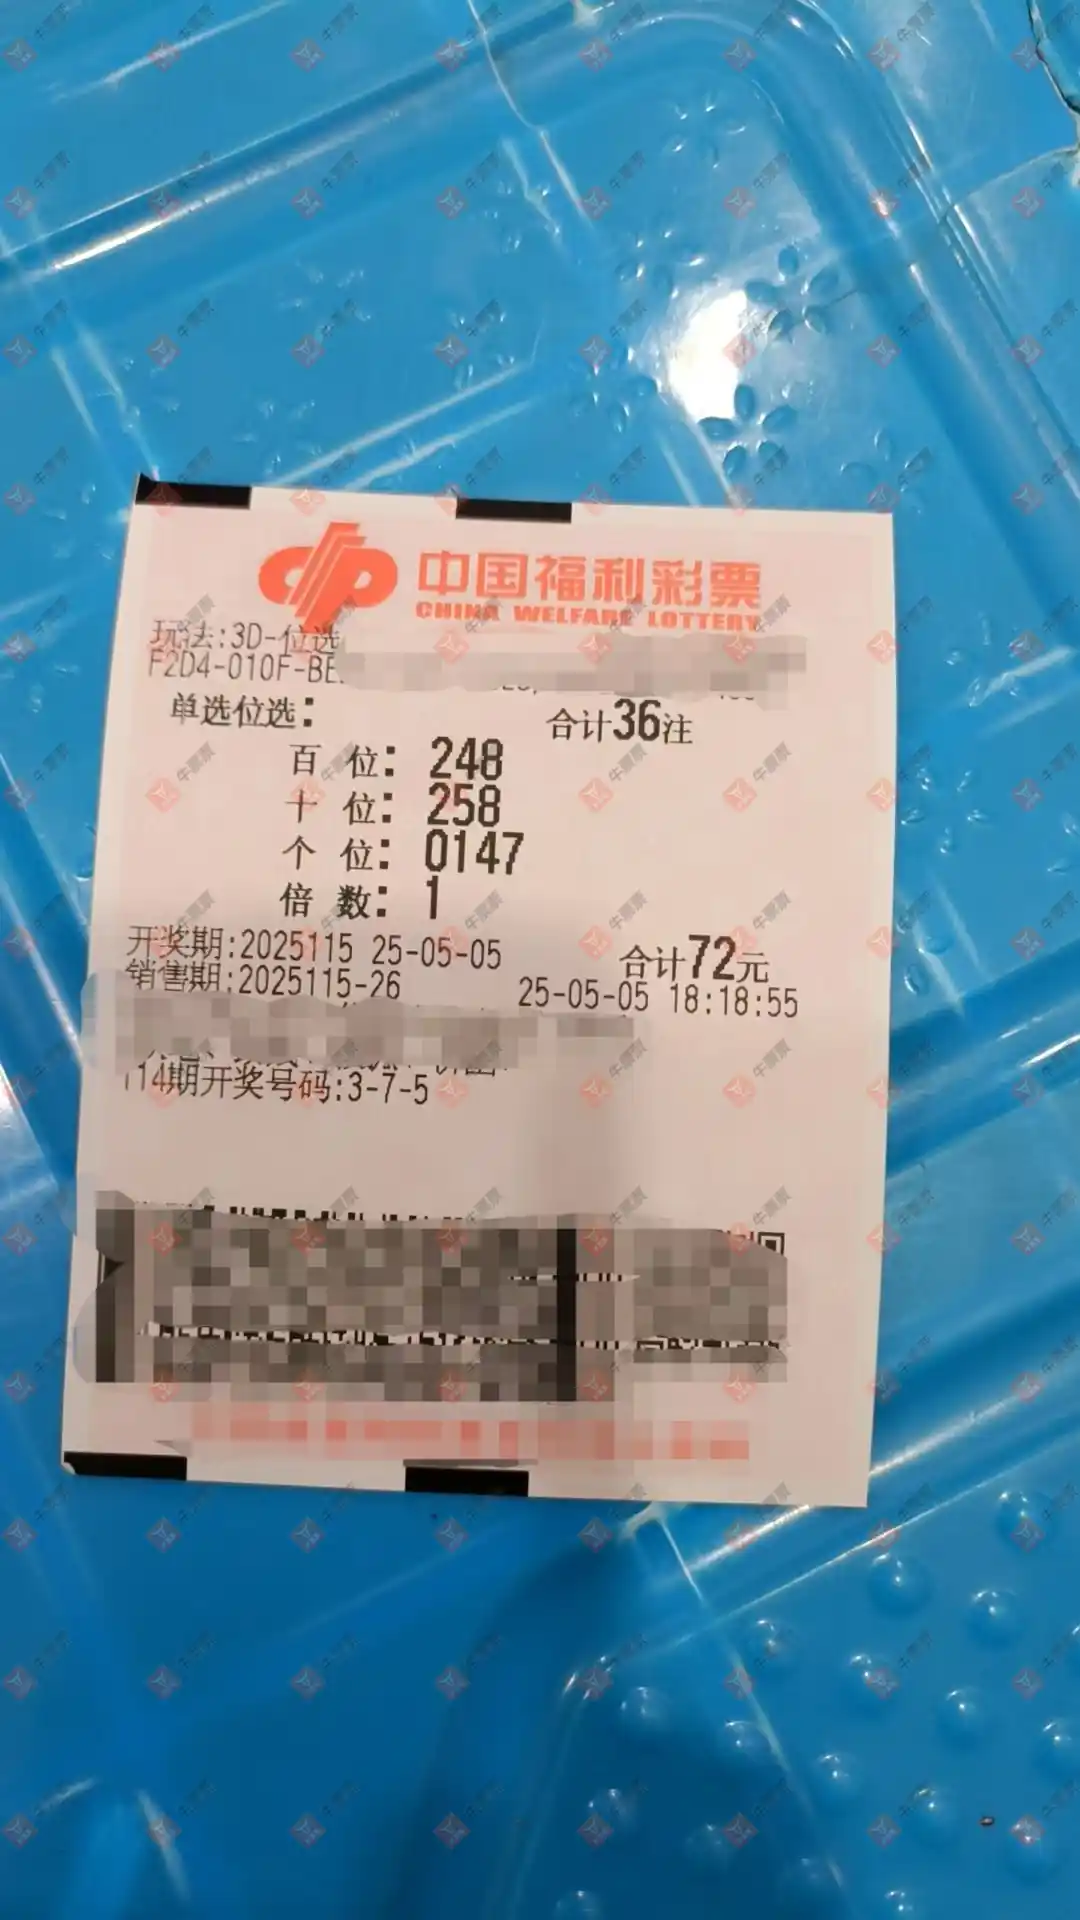 中国福利彩票
CHINA WELFARE LOTTERY
玩法:3D-位选
F2D4-010F-BE
单选位选: 合计36注
百 位: 248
十 位: 258
个 位: 0147
倍 数: 1
开奖期:2025115 25-05-05 合计72元
销售期:2025115-26 25-05-05 18:18:55
114期开奖号码:3-7-5
牛票票